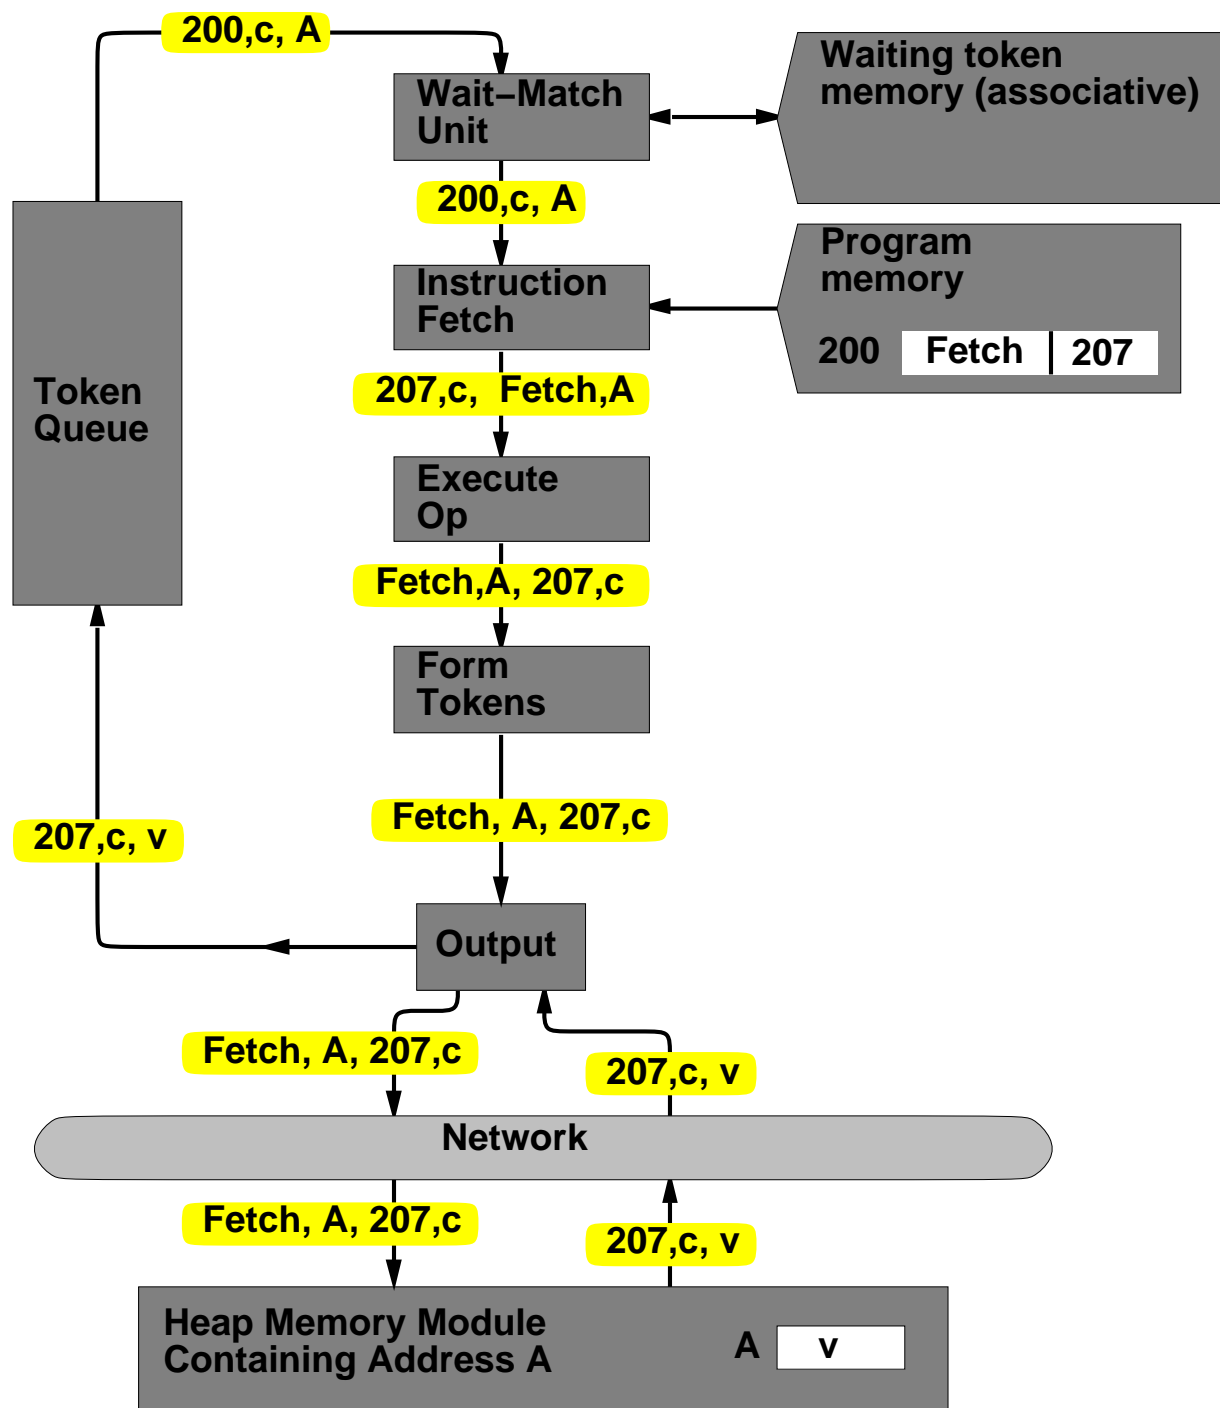 200,c, A
Wait–Match
Unit
Waiting token
memory (associative)
200,c, A
Program
memory
200 Fetch 207
Instruction
Fetch
207,c, Fetch,A
Token
Queue
Execute
Op
Fetch,A, 207,c
Form
Tokens
Fetch, A, 207,c
207,c, v
Output
Fetch, A, 207,c
207,c, v
Network
Fetch, A, 207,c
207,c, v
Heap Memory Module
Containing Address A
A v